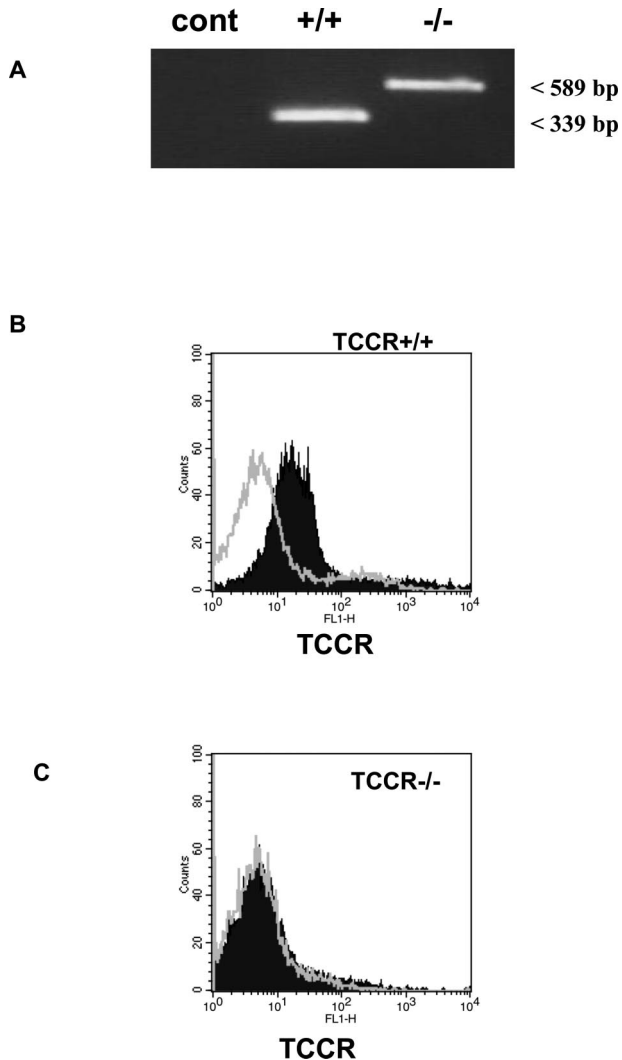 cont +/+ -/-
A
< 589 bp
< 339 bp
B
TCCR+/+
100
80
60
40
20
0
Counts
10^0 10^1 10^2 10^3 10^4
FL1-H
TCCR
C
TCCR-/-
100
80
60
40
20
0
Counts
10^0 10^1 10^2 10^3 10^4
FL1-H
TCCR